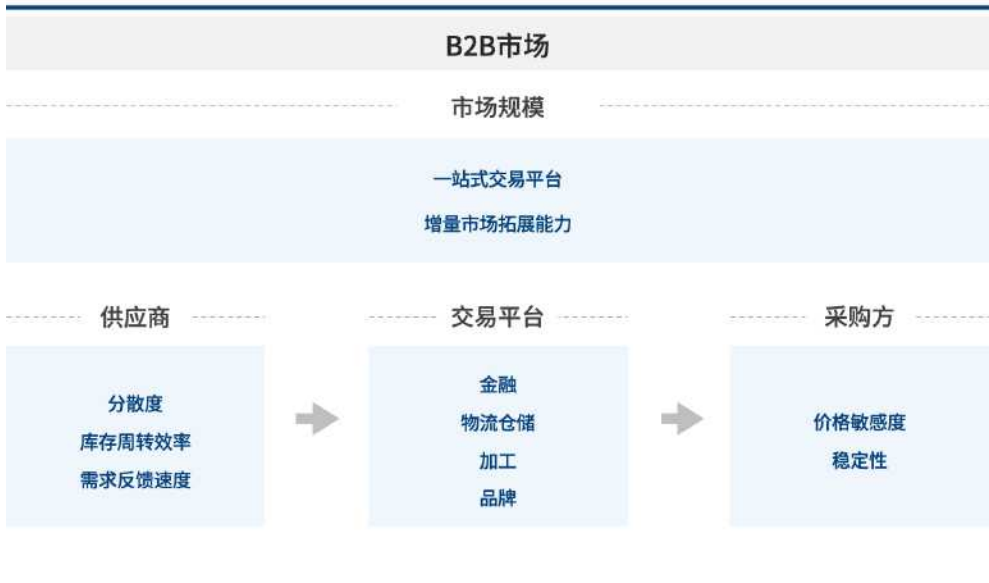 B2B市场
市场规模
一站式交易平台
增量市场拓展能力
供应商
分散度
库存周转效率
需求反馈速度
交易平台
金融
物流仓储
加工
品牌
采购方
价格敏感度
稳定性